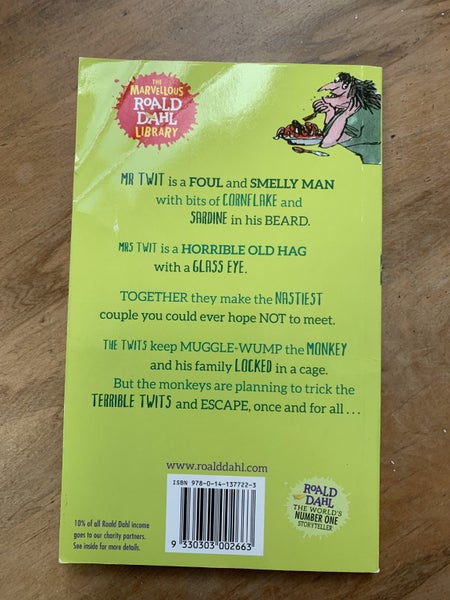 THE
MARVELLOUS
ROALD
DAHL
LIBRARY
MR TWIT is a FOUL and SMELLY MAN
with bits of CORNFLAKE and
SARDINE in his BEARD.
MRS TWIT is a HORRIBLE OLD HAG
with a GLASS EYE.
TOGETHER they make the NASTIEST
couple you could ever hope NOT to meet.
THE TWITS keep MUGGLE-WUMP the MONKEY
and his family LOCKED in a cage.
But the monkeys are planning to trick the
TERRIBLE TWITS and ESCAPE, once and for all . . .
www.roalddahl.com
ISBN 978-0-14-137722-3
9 330303 002663
10% of all Roald Dahl income
goes to our charity partners.
See inside for more details.
ROALD
DAHL
THE WORLD'S
NUMBER ONE
STORYTELLER